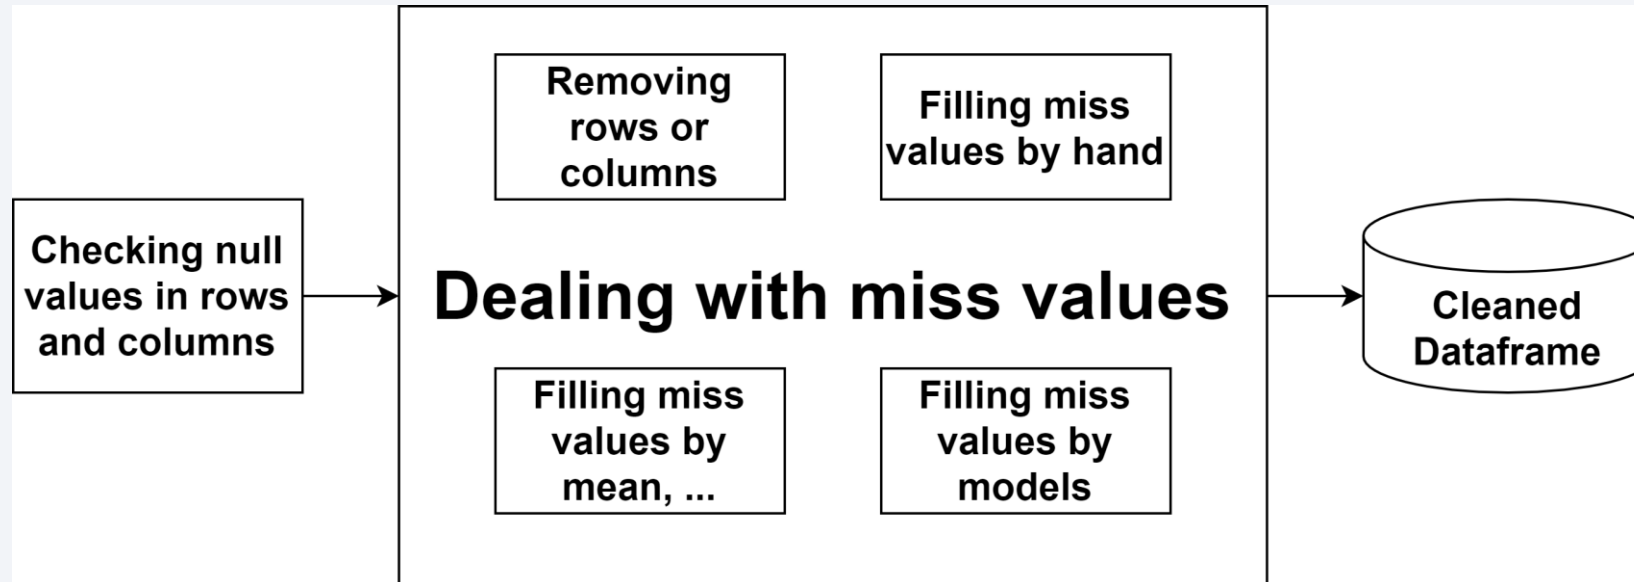 Checking null
values in rows
and columns
Removing
rows or
columns
Filling miss
values by hand
Dealing with miss values
Filling miss
values by
mean, ...
Filling miss
values by
models
Cleaned
Dataframe